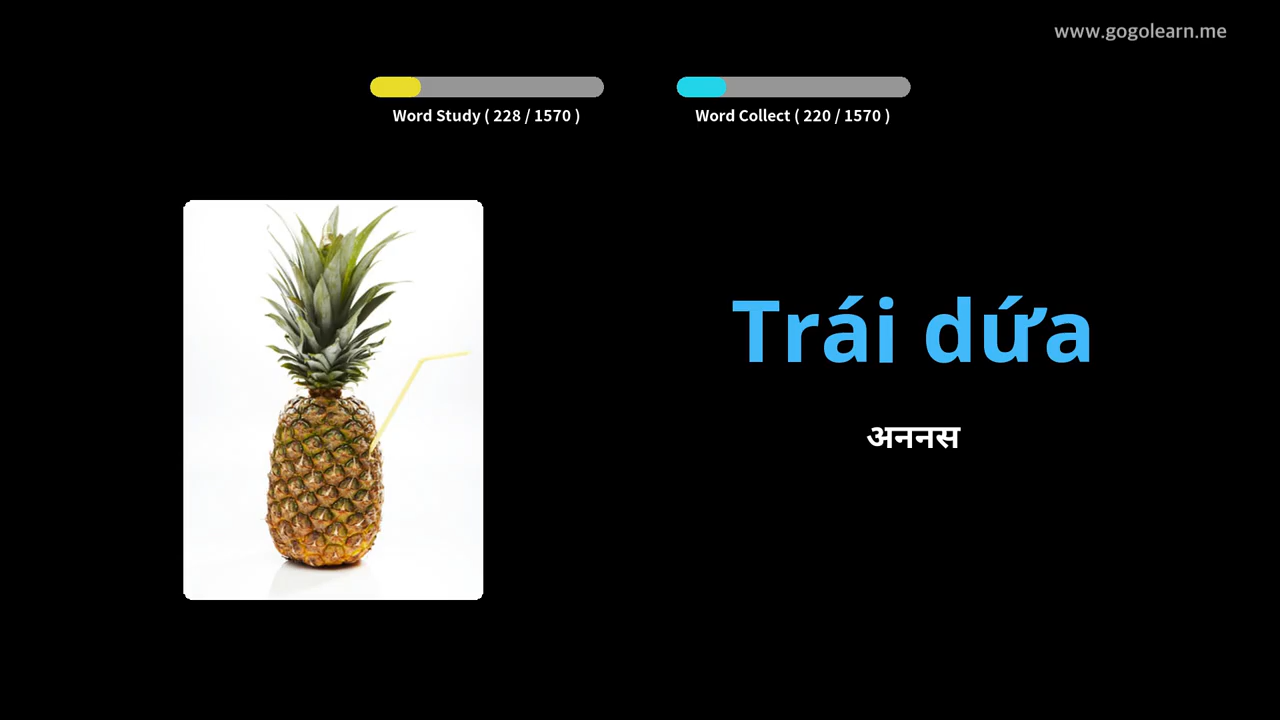 www.gogolearn.me
Word Study ( 228 / 1570 )
Word Collect ( 220 / 1570 )
Trái dứa
अननस